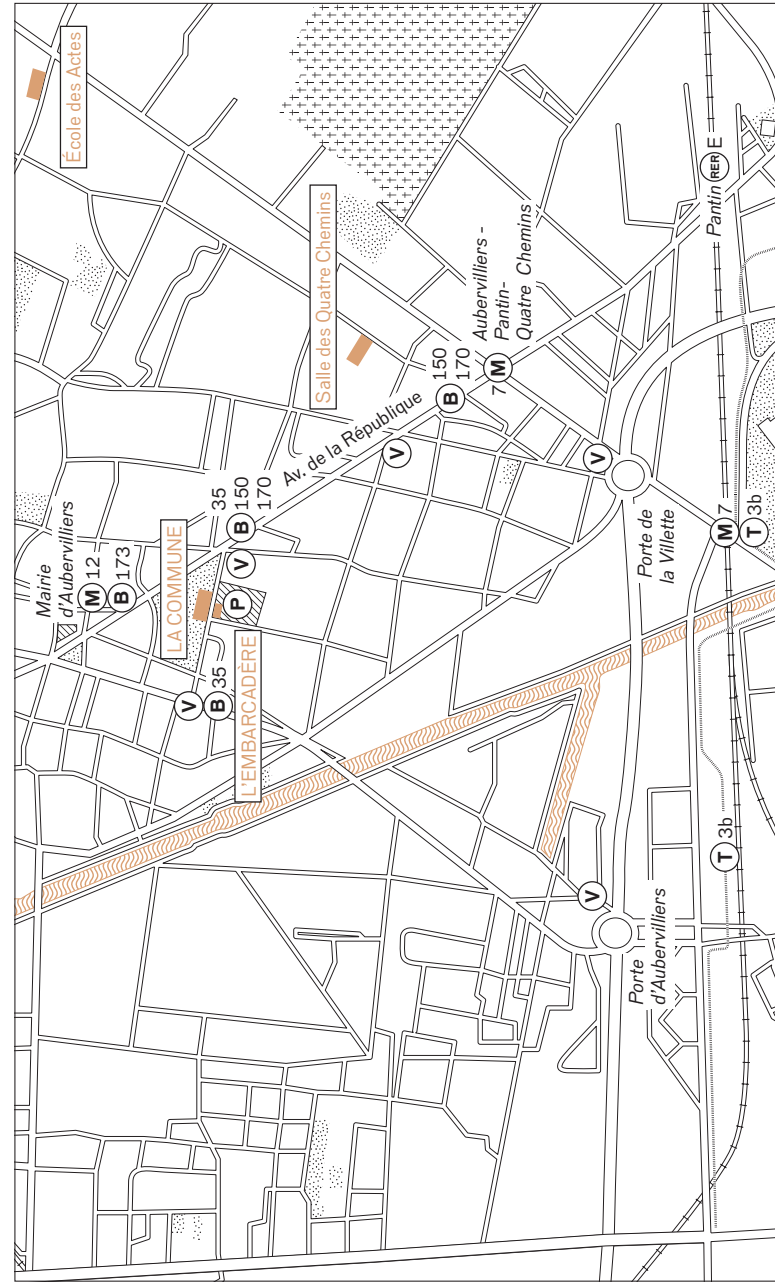 École des Actes
Salle des Quatre Chemins
Mairie
d'Aubervilliers
M 12
B 173
LA COMMUNE
35
B 150
170
V
P
L'EMBARCADÈRE
V
B 35
Av. de la République
V
B 150
170
7 M
Aubervilliers -
Pantin-
Quatre Chemins
Pantin RER E
V
Porte de
la Villette
M 7
T 3b
V
Porte
d'Aubervilliers
T 3b